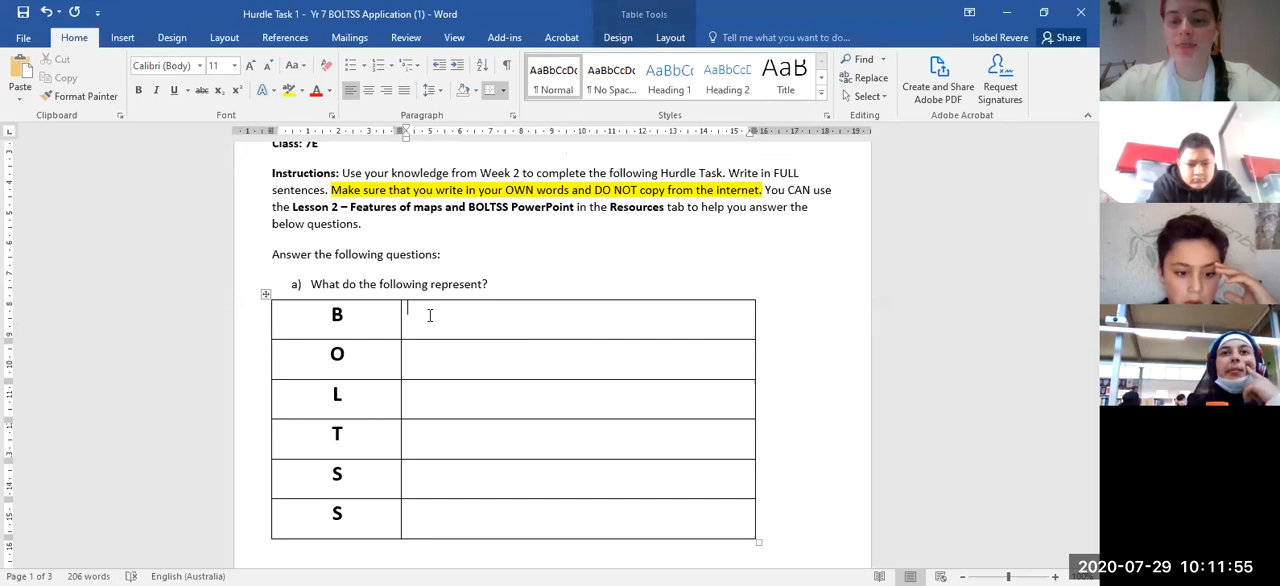 Hurdle Task 1 - Yr 7 BOLTSS Application (1) - Word
Table Tools
File Home Insert Design Layout References Mailings Review View Add-ins Acrobat Design Layout Tell me what you want to do... Isobel Revere Share
Cut
Copy
Format Painter
Paste
Clipboard
Calibri (Body) 11
Font
Paragraph
AaBbCcDc AaBbCcDc AaBbCc AaBbCcD AaB
¶ Normal ¶ No Spac... Heading 1 Heading 2 Title
Styles
Find
Replace
Select
Editing
Create and Share Request
Adobe PDF Signatures
Adobe Acrobat
Class: 7E
Instructions: Use your knowledge from Week 2 to complete the following Hurdle Task. Write in FULL
sentences. Make sure that you write in your OWN words and DO NOT copy from the internet. You CAN use
the Lesson 2 – Features of maps and BOLTSS PowerPoint in the Resources tab to help you answer the
below questions.
Answer the following questions:
a) What do the following represent?
B
O
L
T
S
S
Page 1 of 3 206 words English (Australia)
2020-07-29 10:11:55